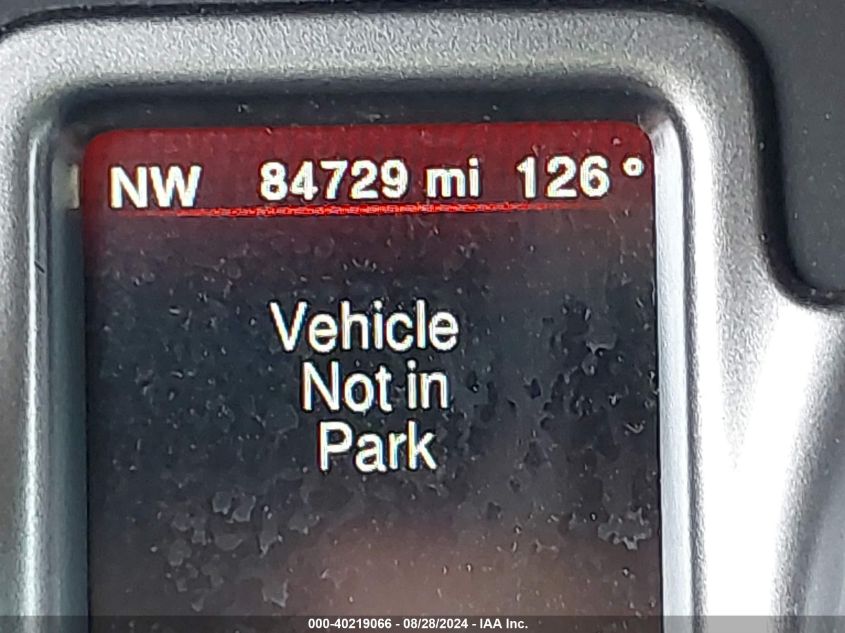 NW 84729 mi 126°
Vehicle
Not in
Park
000-40219066 - 08/28/2024 - IAA Inc.